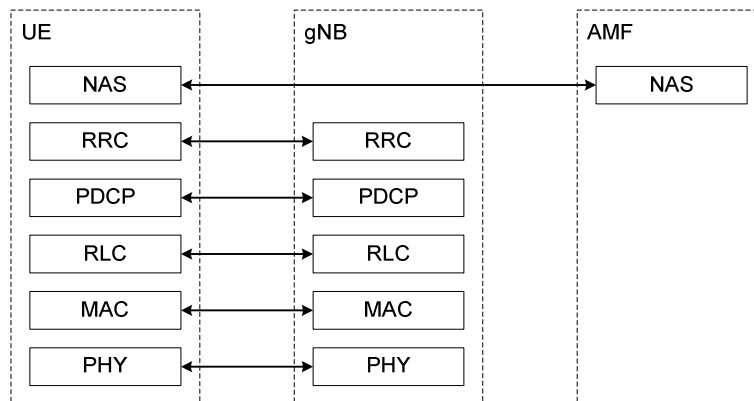 UE gNB AMF
NAS NAS
RRC RRC
PDCP PDCP
RLC RLC
MAC MAC
PHY PHY